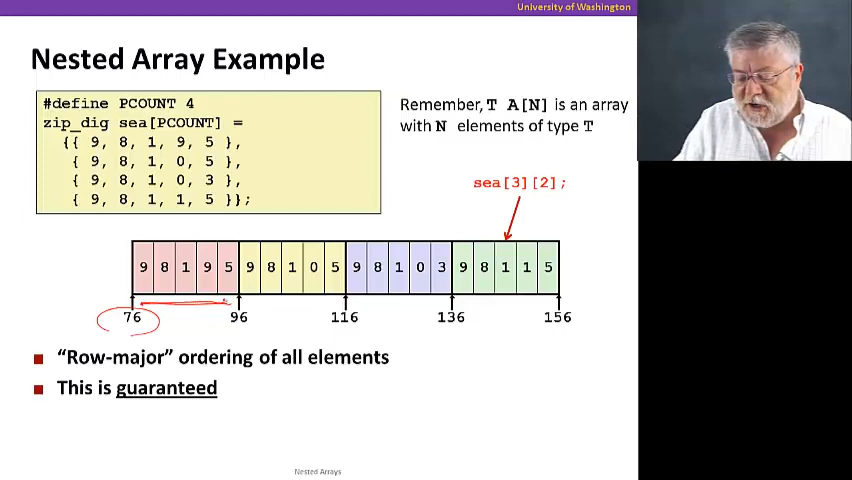 University of Washington
Nested Array Example
#define PCOUNT 4
zip_dig sea[PCOUNT] =
{{ 9, 8, 1, 9, 5 },
{ 9, 8, 1, 0, 5 },
{ 9, 8, 1, 0, 3 },
{ 9, 8, 1, 1, 5 }};
Remember, T A[N] is an array
with N elements of type T
sea[3][2];
9 8 1 9 5 9 8 1 0 5 9 8 1 0 3 9 8 1 1 5
76 96 116 136 156
"Row-major" ordering of all elements
This is guaranteed
Nested Arrays